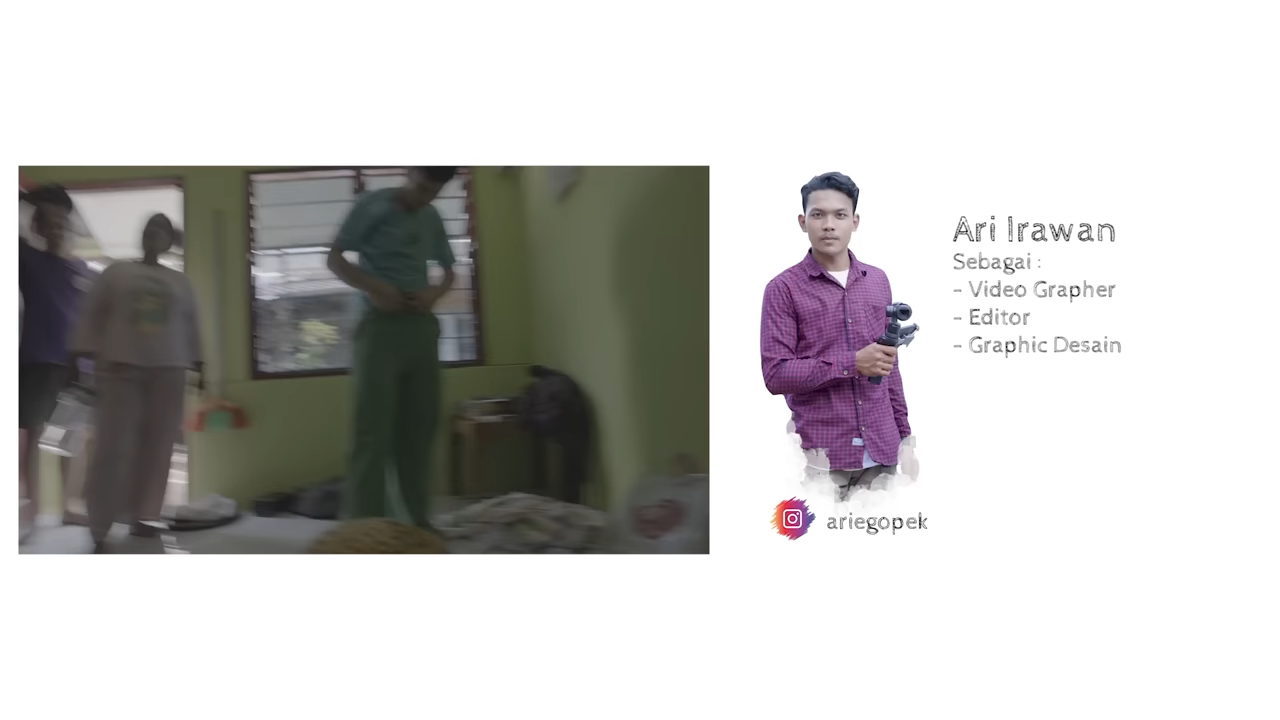 Ari Irawan
Sebagai :
- Video Grapher
- Editor
- Graphic Desain
ariegopek